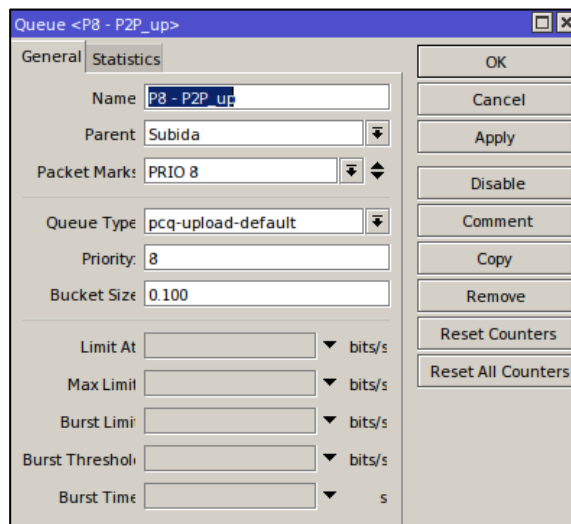 Queue <P8 - P2P_up>
General Statistics
Name P8 - P2P_up
Parent Subida
Packet Marks PRIO 8
Queue Type pcq-upload-default
Priority: 8
Bucket Size 0.100
Limit At bits/s
Max Limit bits/s
Burst Limit bits/s
Burst Threshol bits/s
Burst Time s
OK
Cancel
Apply
Disable
Comment
Copy
Remove
Reset Counters
Reset All Counters